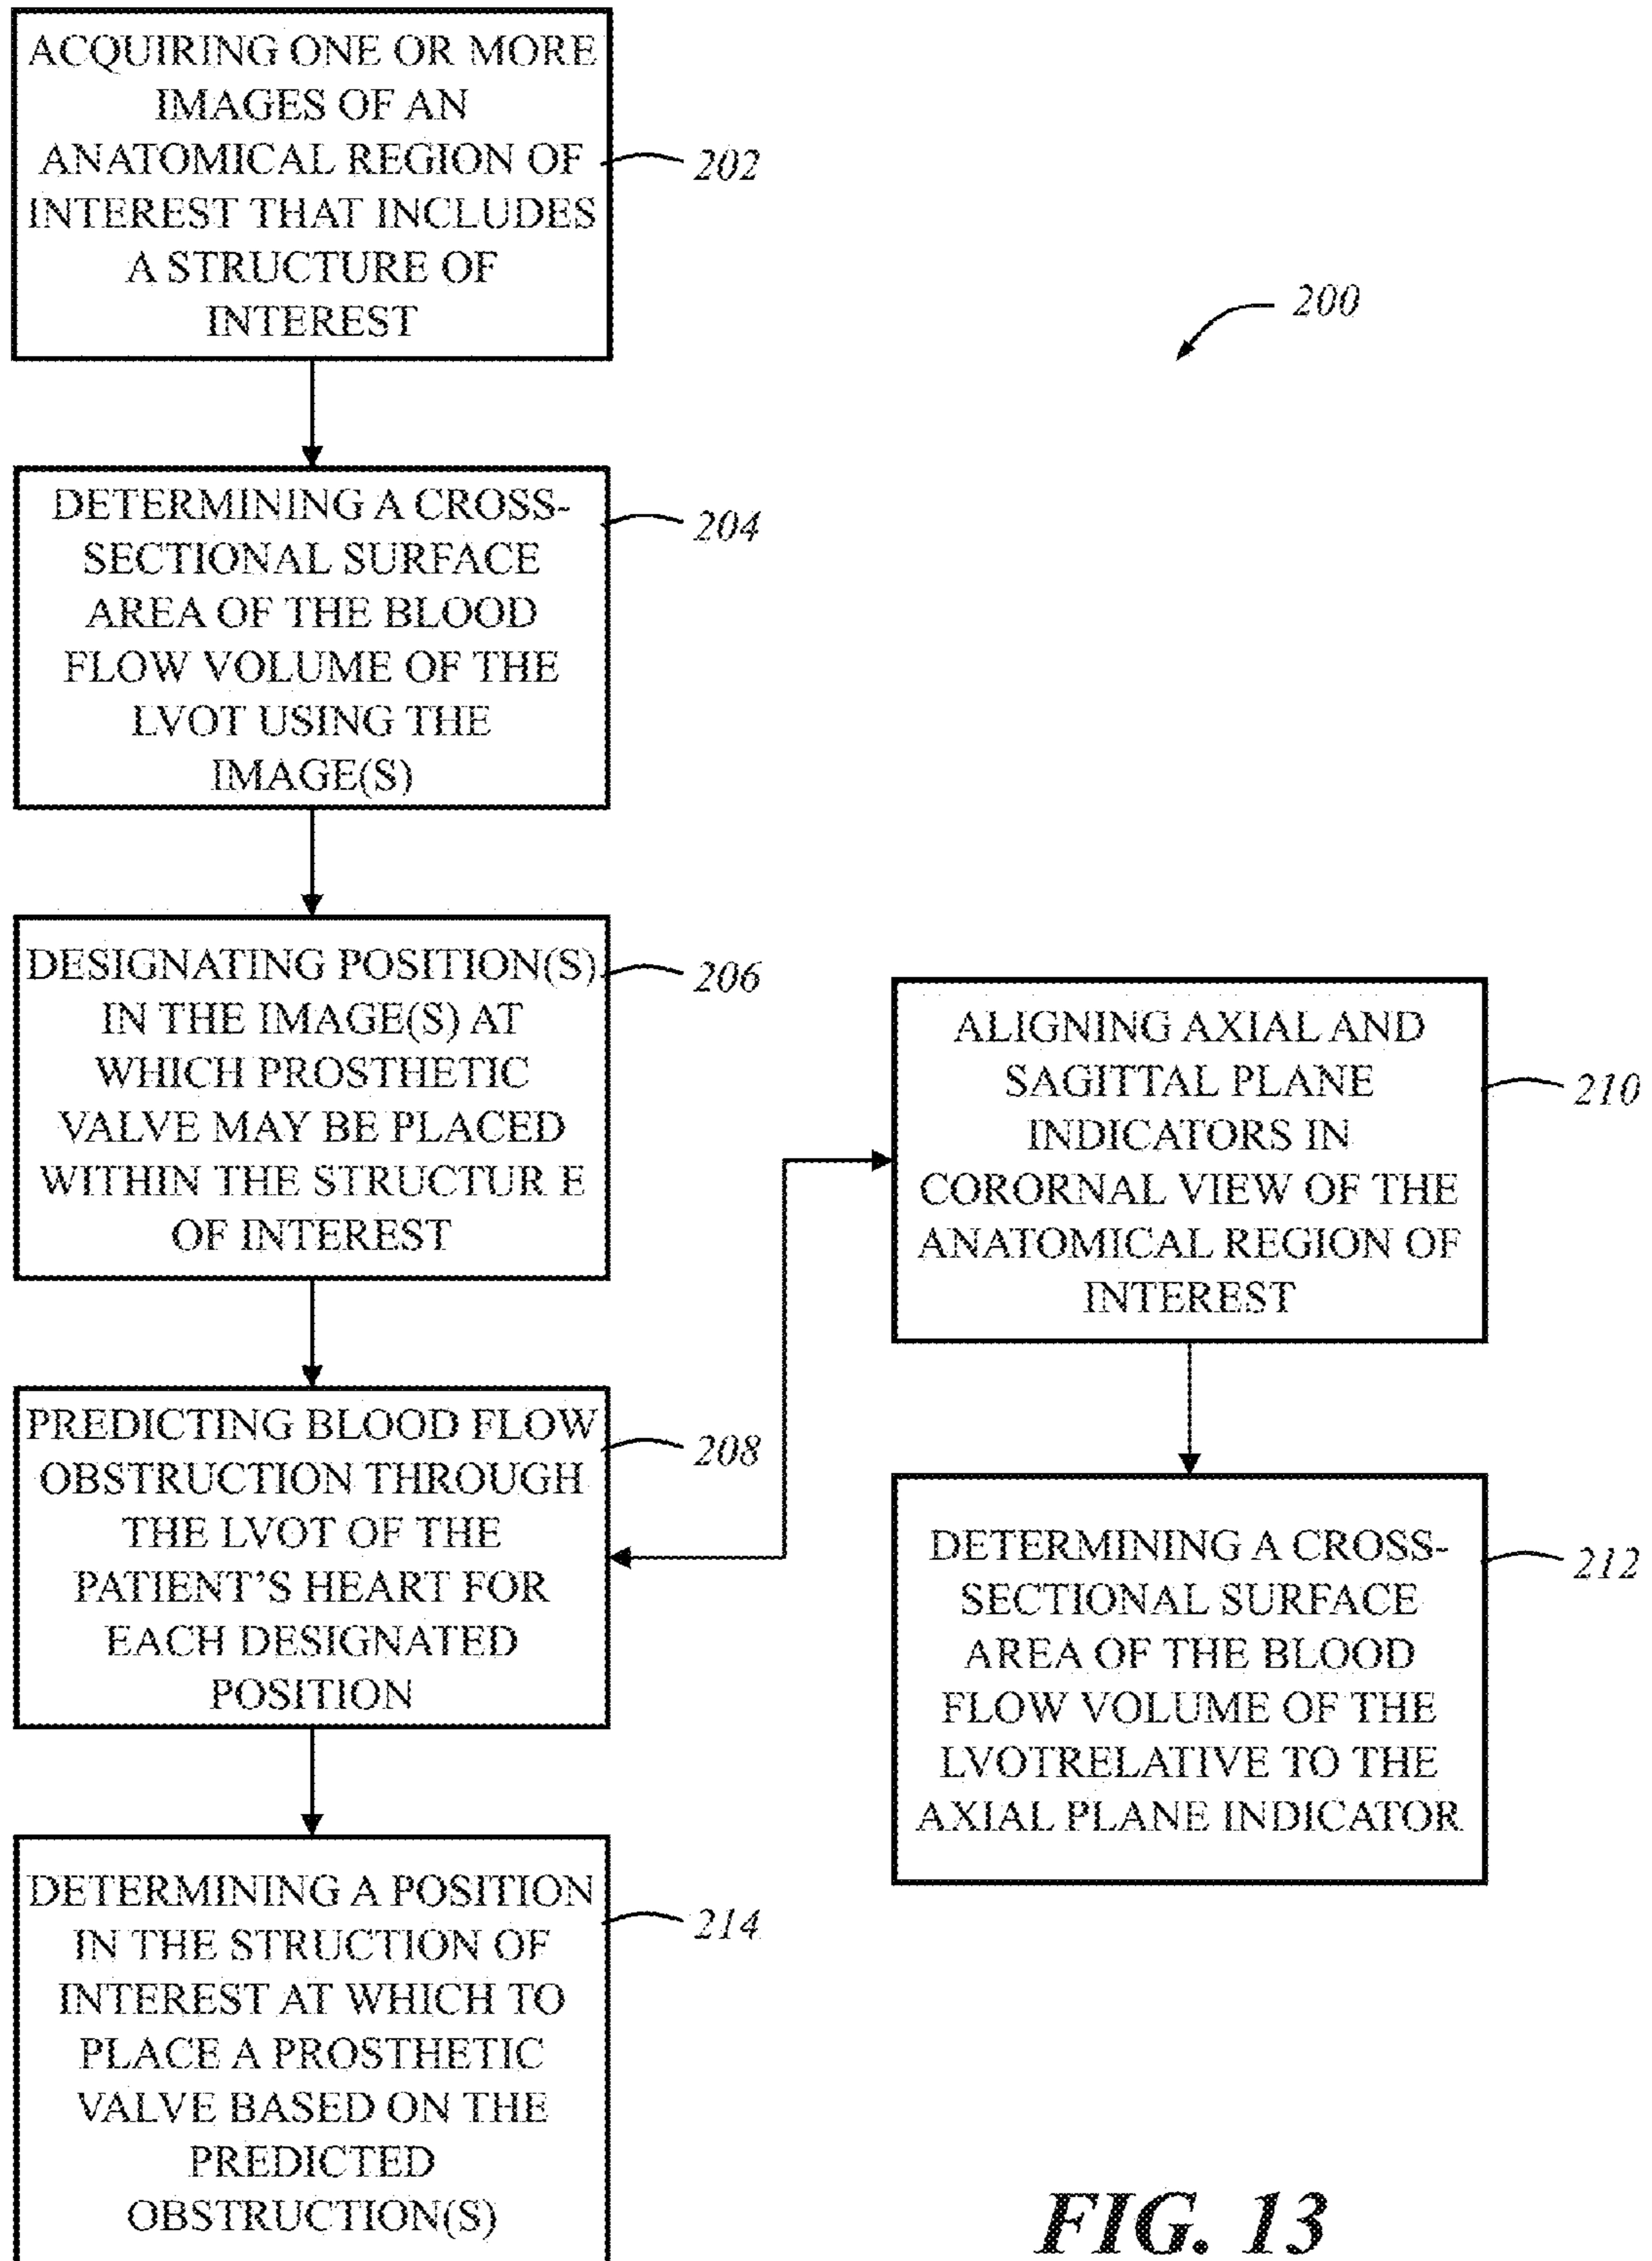 ACQUIRING ONE OR MORE
IMAGES OF AN
ANATOMICAL REGION OF
INTEREST THAT INCLUDES
A STRUCTURE OF
INTEREST
202
200
DETERMINING A CROSS-
SECTIONAL SURFACE
AREA OF THE BLOOD
FLOW VOLUME OF THE
LVOT USING THE
IMAGE(S)
204
DESIGNATING POSITION(S)
IN THE IMAGE(S) AT
WHICH PROSTHETIC
VALVE MAY BE PLACED
WITHIN THE STRUCTUR E
OF INTEREST
206
PREDICTING BLOOD FLOW
OBSTRUCTION THROUGH
THE LVOT OF THE
PATIENT'S HEART FOR
EACH DESIGNATED
POSITION
208
ALIGNING AXIAL AND
SAGITTAL PLANE
INDICATORS IN
CORORNAL VIEW OF THE
ANATOMICAL REGION OF
INTEREST
210
DETERMINING A CROSS-
SECTIONAL SURFACE
AREA OF THE BLOOD
FLOW VOLUME OF THE
LVOTRELATIVE TO THE
AXIAL PLANE INDICATOR
212
DETERMINING A POSITION
IN THE STRUCTION OF
INTEREST AT WHICH TO
PLACE A PROSTHETIC
VALVE BASED ON THE
PREDICTED
OBSTRUCTION(S)
214
FIG. 13